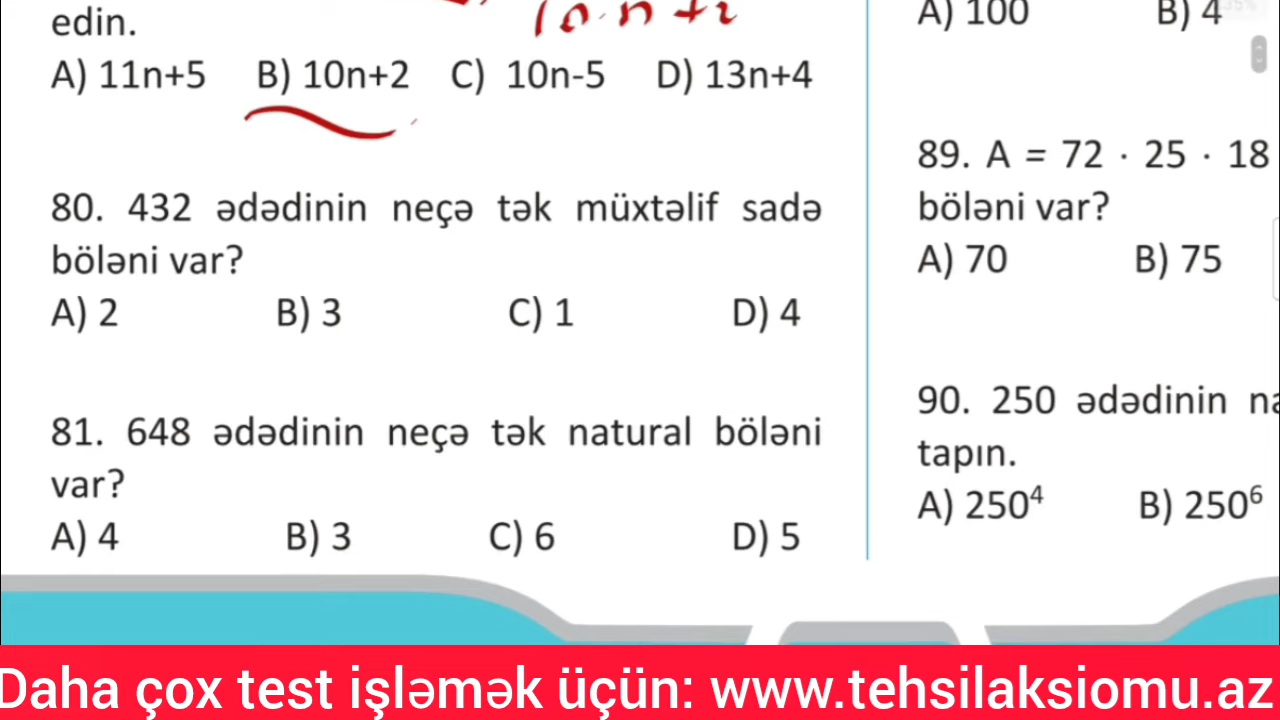 edin.
10·n+2
A) 11n+5 B) 10n+2 C) 10n-5 D) 13n+4
80. 432 ədədinin neçə tək müxtəlif sadə
böləni var?
A) 2 B) 3 C) 1 D) 4
81. 648 ədədinin neçə tək natural böləni
var?
A) 4 B) 3 C) 6 D) 5
A) 100 B) 4
89. A = 72 · 25 · 18
böləni var?
A) 70 B) 75
90. 250 ədədinin
tapın.
A) 250⁴ B) 250⁶
Daha çox test işləmək üçün: www.tehsilaksiomu.az